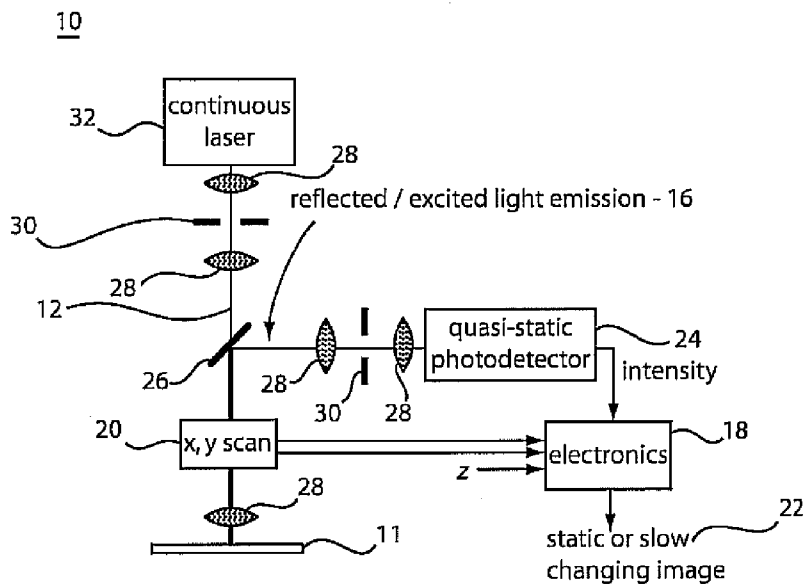 10
continuous
laser
32
28
reflected / excited light emission - 16
30
28
12
quasi-static
photodetector
24
26
28
30
28
intensity
20
x, y scan
electronics
18
z
28
11
static or slow
changing image
22